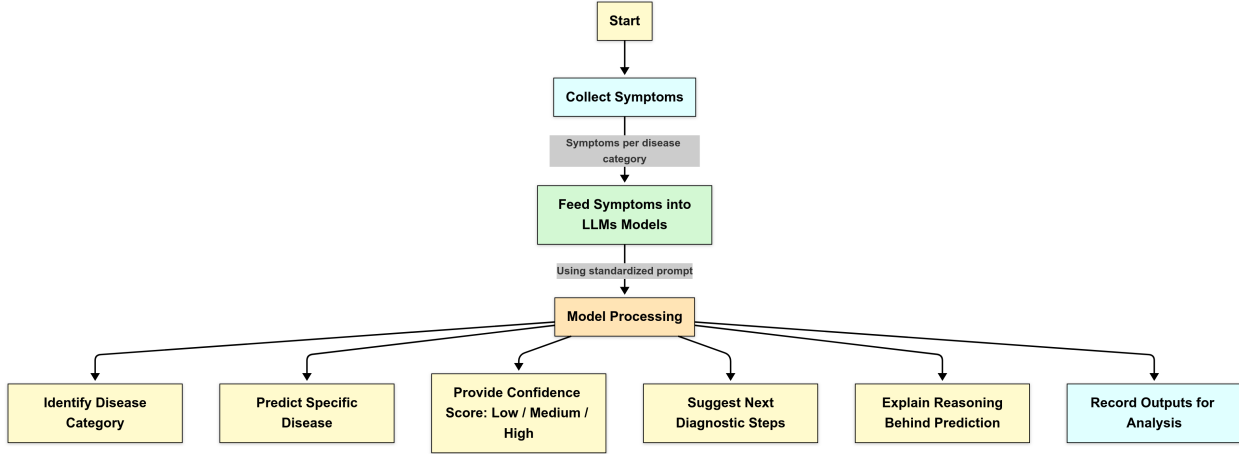 Start
Collect Symptoms
Symptoms per disease
category
Feed Symptoms into
LLMs Models
Using standardized prompt
Model Processing
Identify Disease
Category
Predict Specific
Disease
Provide Confidence
Score: Low / Medium /
High
Suggest Next
Diagnostic Steps
Explain Reasoning
Behind Prediction
Record Outputs for
Analysis